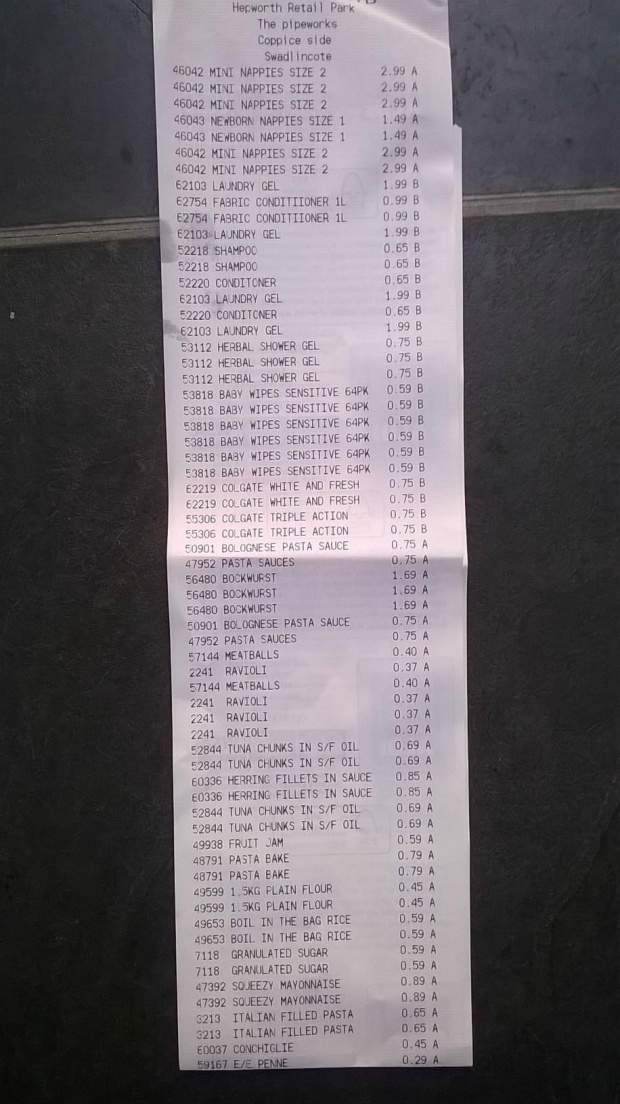 Hepworth Retail Park
The pipeworks
Coppice side
Swadlincote
46042 MINI NAPPIES SIZE 2 2.99 A
46042 MINI NAPPIES SIZE 2 2.99 A
46042 MINI NAPPIES SIZE 2 2.99 A
46043 NEWBORN NAPPIES SIZE 1 1.49 A
46043 NEWBORN NAPPIES SIZE 1 1.49 A
46042 MINI NAPPIES SIZE 2 2.99 A
46042 MINI NAPPIES SIZE 2 2.99 A
62103 LAUNDRY GEL 1.99 B
62754 FABRIC CONDITIIONER 1L 0.99 B
62754 FABRIC CONDITIIONER 1L 0.99 B
62103 LAUNDRY GEL 1.99 B
52218 SHAMPOO 0.65 B
52218 SHAMPOO 0.65 B
52220 CONDITONER 0.65 B
62103 LAUNDRY GEL 1.99 B
52220 CONDITONER 0.65 B
62103 LAUNDRY GEL 1.99 B
53112 HERBAL SHOWER GEL 0.75 B
53112 HERBAL SHOWER GEL 0.75 B
53112 HERBAL SHOWER GEL 0.75 B
53818 BABY WIPES SENSITIVE 64PK 0.59 B
53818 BABY WIPES SENSITIVE 64PK 0.59 B
53818 BABY WIPES SENSITIVE 64PK 0.59 B
53818 BABY WIPES SENSITIVE 64PK 0.59 B
53818 BABY WIPES SENSITIVE 64PK 0.59 B
53818 BABY WIPES SENSITIVE 64PK 0.59 B
62219 COLGATE WHITE AND FRESH 0.75 B
62219 COLGATE WHITE AND FRESH 0.75 B
55306 COLGATE TRIPLE ACTION 0.75 B
55306 COLGATE TRIPLE ACTION 0.75 B
50901 BOLOGNESE PASTA SAUCE 0.75 A
47952 PASTA SAUCES 0.75 A
56480 BOCKWURST 1.69 A
56480 BOCKWURST 1.69 A
56480 BOCKWURST 1.69 A
50901 BOLOGNESE PASTA SAUCE 0.75 A
47952 PASTA SAUCES 0.75 A
57144 MEATBALLS 0.40 A
2241 RAVIOLI 0.37 A
57144 MEATBALLS 0.40 A
2241 RAVIOLI 0.37 A
2241 RAVIOLI 0.37 A
2241 RAVIOLI 0.37 A
52844 TUNA CHUNKS IN S/F OIL 0.69 A
52844 TUNA CHUNKS IN S/F OIL 0.69 A
60336 HERRING FILLETS IN SAUCE 0.85 A
60336 HERRING FILLETS IN SAUCE 0.85 A
52844 TUNA CHUNKS IN S/F OIL 0.69 A
52844 TUNA CHUNKS IN S/F OIL 0.69 A
49938 FRUIT JAM 0.59 A
48791 PASTA BAKE 0.79 A
48791 PASTA BAKE 0.79 A
49599 1.5KG PLAIN FLOUR 0.45 A
49599 1.5KG PLAIN FLOUR 0.45 A
49653 BOIL IN THE BAG RICE 0.59 A
49653 BOIL IN THE BAG RICE 0.59 A
7118 GRANULATED SUGAR 0.59 A
7118 GRANULATED SUGAR 0.59 A
47392 SQUEEZY MAYONNAISE 0.89 A
47392 SQUEEZY MAYONNAISE 0.89 A
3213 ITALIAN FILLED PASTA 0.65 A
3213 ITALIAN FILLED PASTA 0.65 A
60037 CONCHIGLIE 0.45 A
59167 E/E PENNE 0.29 A